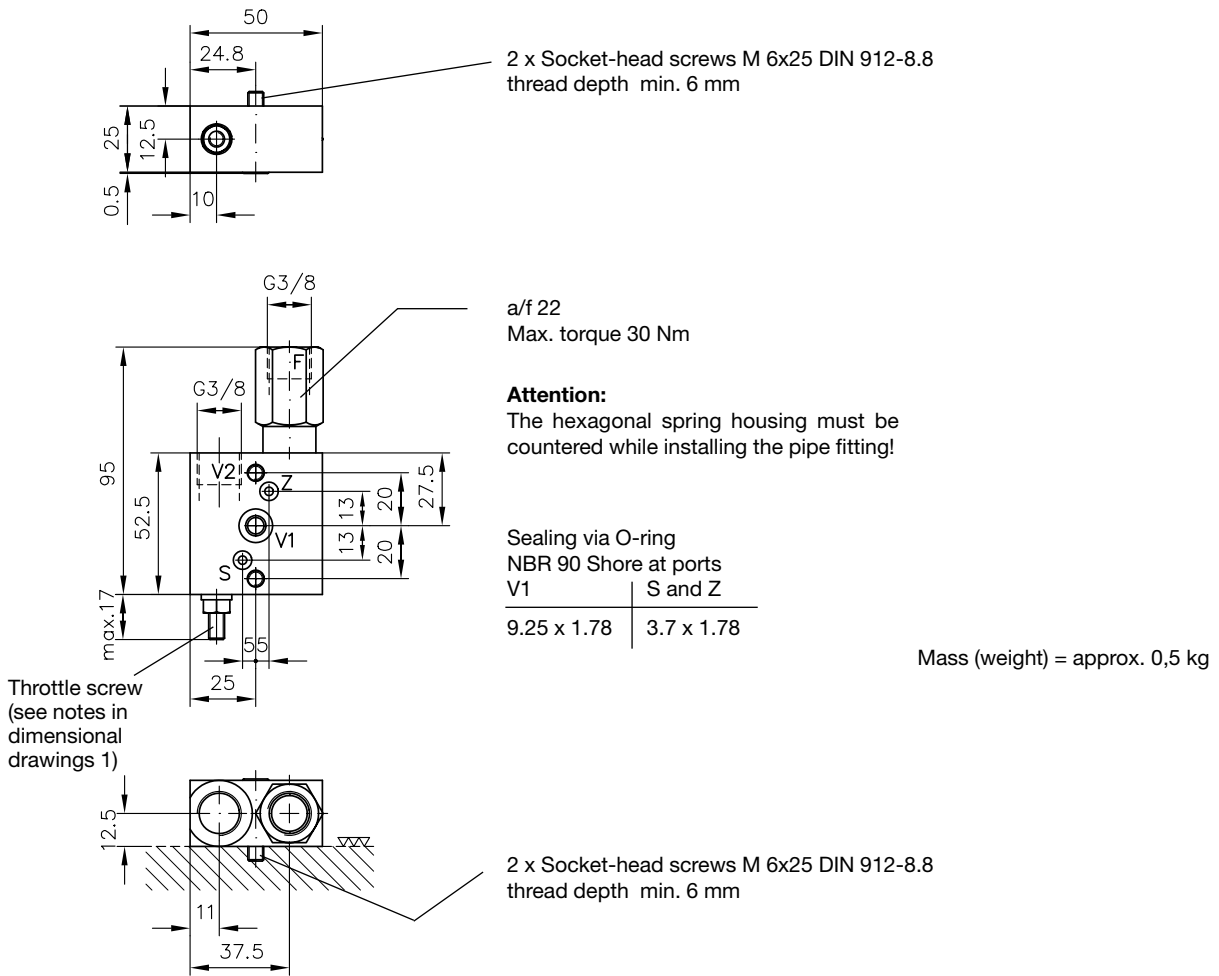 50
24.8
2 x Socket-head screws M 6x25 DIN 912-8.8
thread depth min. 6 mm
25
12.5
0.5
10
G3/8
a/f 22
Max. torque 30 Nm
F
G3/8
Attention:
The hexagonal spring housing must be
countered while installing the pipe fitting!
95
52.5
V2
Z
13
20
27.5
V1
13
20
S
Sealing via O-ring
NBR 90 Shore at ports
V1 S and Z
9.25 x 1.78 3.7 x 1.78
max.17
55
25
Mass (weight) = approx. 0,5 kg
Throttle screw
(see notes in
dimensional
drawings 1)
12.5
2 x Socket-head screws M 6x25 DIN 912-8.8
thread depth min. 6 mm
11
37.5